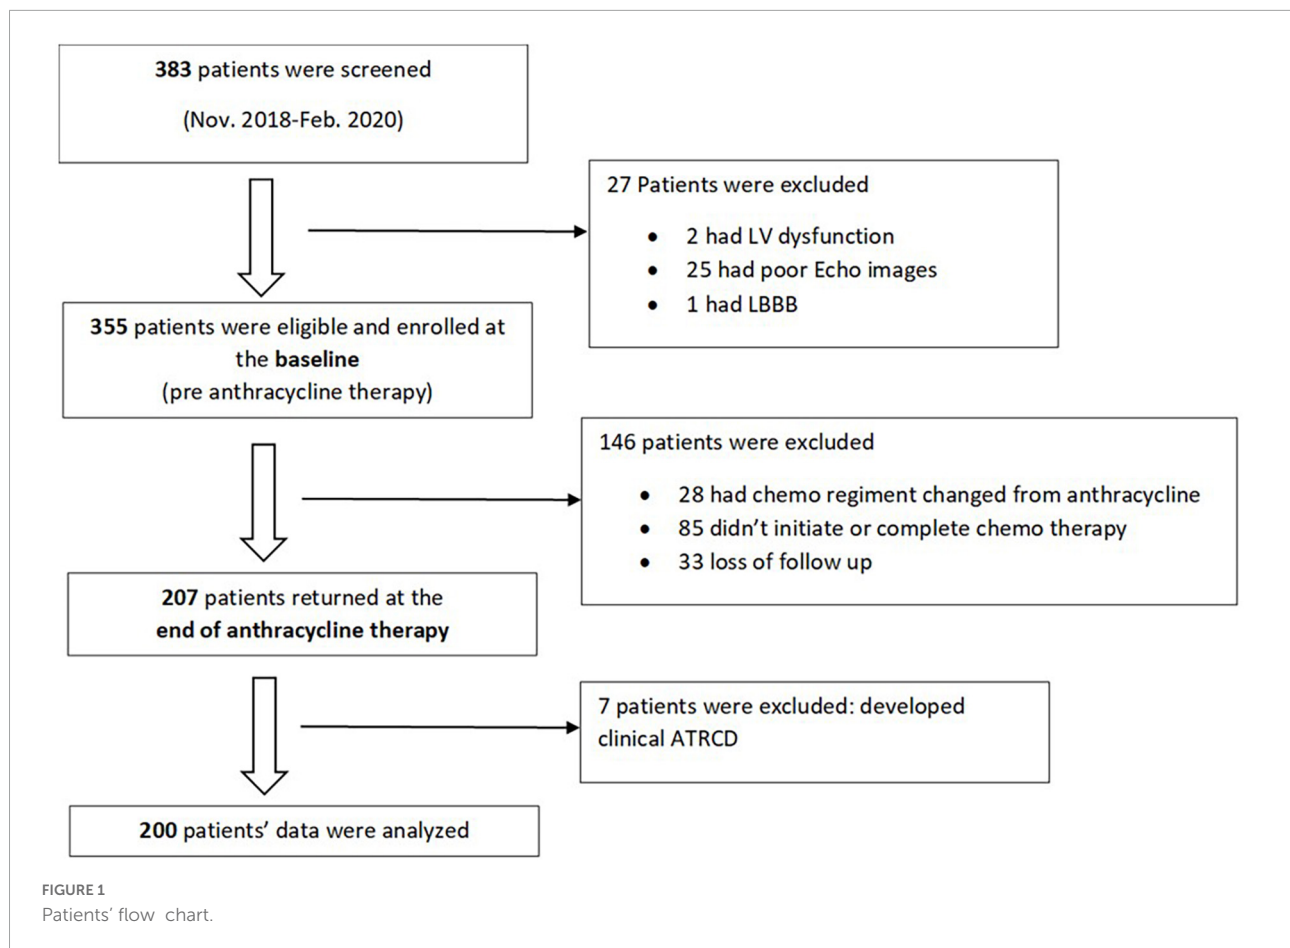 383 patients were screened
(Nov. 2018-Feb. 2020)
27 Patients were excluded
• 2 had LV dysfunction
• 25 had poor Echo images
• 1 had LBBB
355 patients were eligible and enrolled at
the baseline
(pre anthracycline therapy)
146 patients were excluded
• 28 had chemo regiment changed from anthracycline
• 85 didn’t initiate or complete chemo therapy
• 33 loss of follow up
207 patients returned at the
end of anthracycline therapy
7 patients were excluded: developed
clinical ATRCD
200 patients’ data were analyzed
FIGURE 1
Patients’ flow chart.